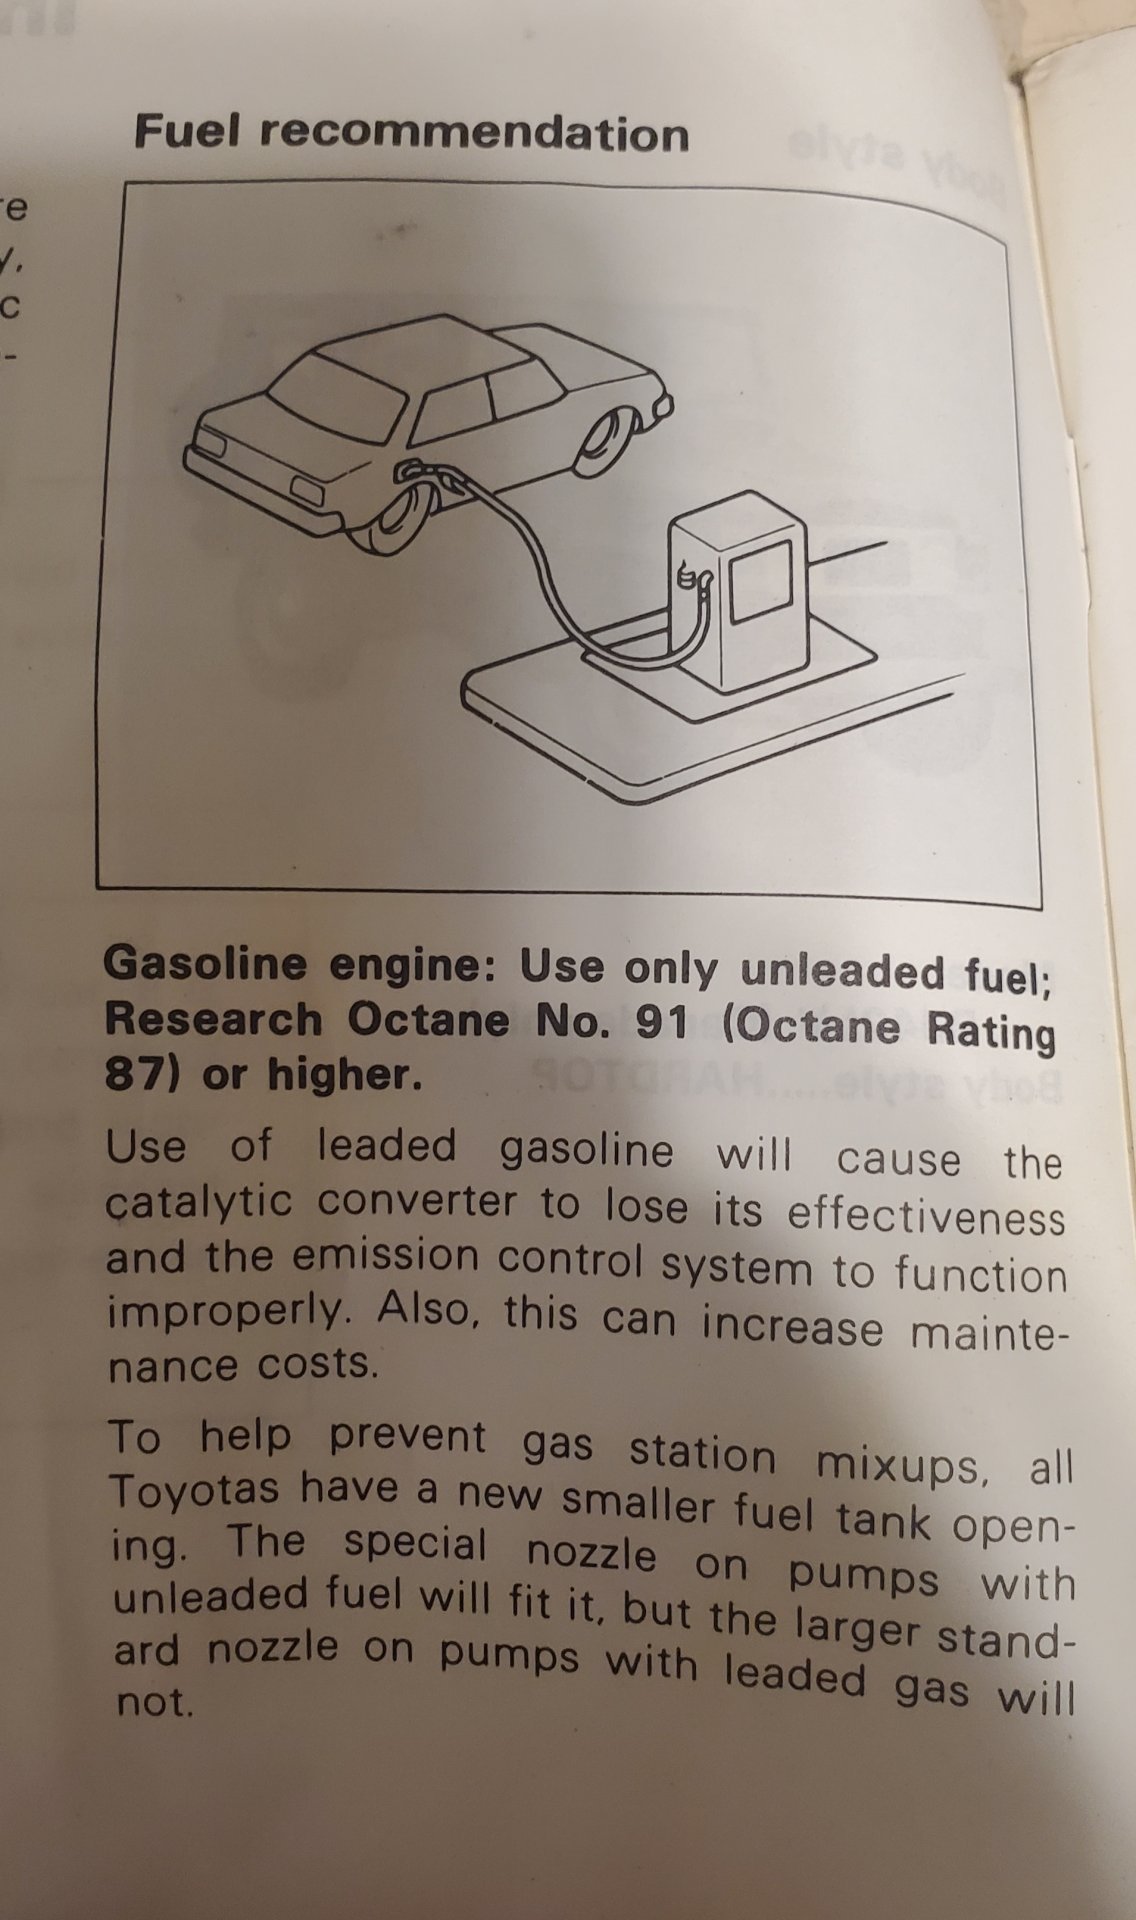 Fuel recommendation
re
y,
c
-
Gasoline engine: Use only unleaded fuel;
Research Octane No. 91 (Octane Rating
87) or higher.
Use of leaded gasoline will cause the
catalytic converter to lose its effectiveness
and the emission control system to function
improperly. Also, this can increase mainte-
nance costs.
To help prevent gas station mixups, all
Toyotas have a new smaller fuel tank open-
ing. The special nozzle on pumps with
unleaded fuel will fit it, but the larger stand-
ard nozzle on pumps with leaded gas will
not.